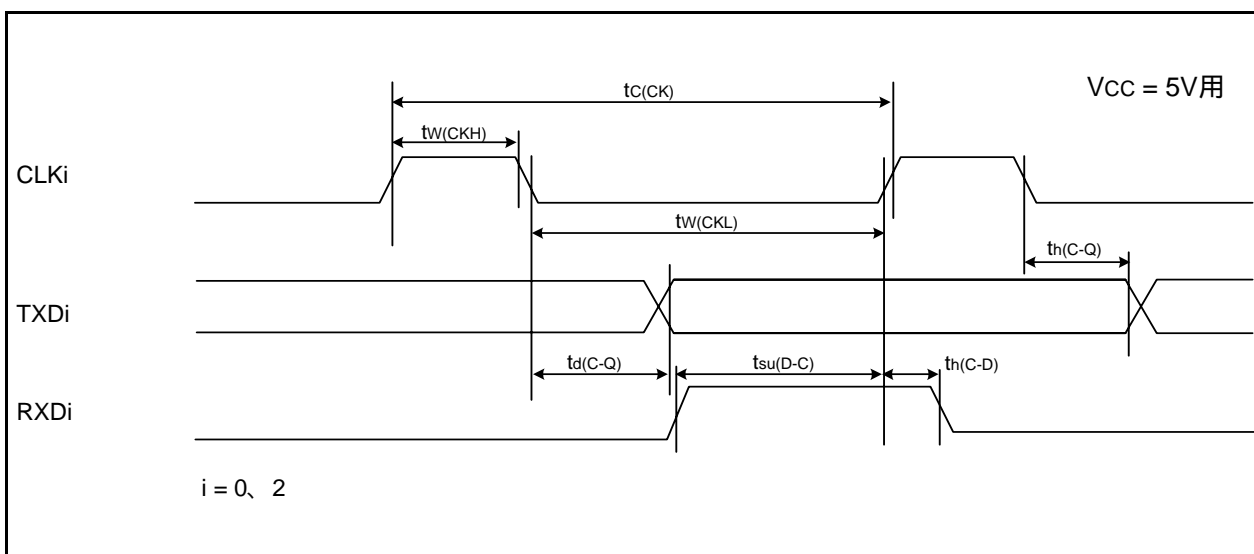 VCC = 5V用
tC(CK)
tW(CKH)
CLKi
tW(CKL)
th(C-Q)
TXDi
td(C-Q)
tsu(D-C)
th(C-D)
RXDi
i = 0、 2